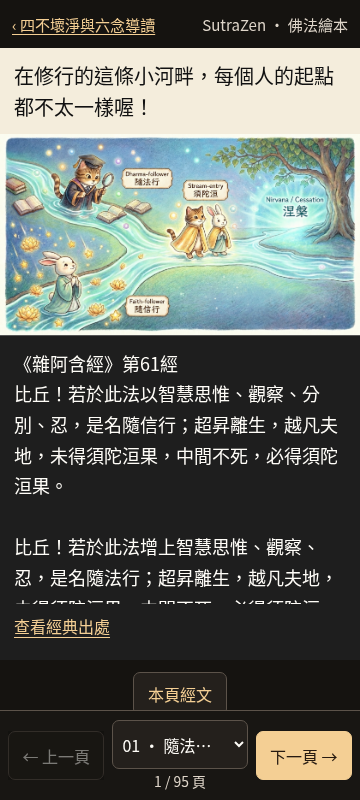 ‹ 四不壞淨與六念導讀
SutraZen · 佛法繪本
在修行的這條小河畔，每個人的起點
都不太一樣喔！
Dharma-follower
隨法行
Stream-entry
須陀洹
Nirvana / Cessation
涅槃
Faith-follower
隨信行
《雜阿含經》第61經
比丘！若於此法以智慧思惟、觀察、分
別、忍，是名隨信行；超昇離生，越凡夫
地，未得須陀洹果，中間不死，必得須陀
洹果。
比丘！若於此法增上智慧思惟、觀察、
忍，是名隨法行；超昇離生，越凡夫地，
查看經典出處
本頁經文
← 上一頁
01 · 隨法…
下一頁 →
1 / 95 頁